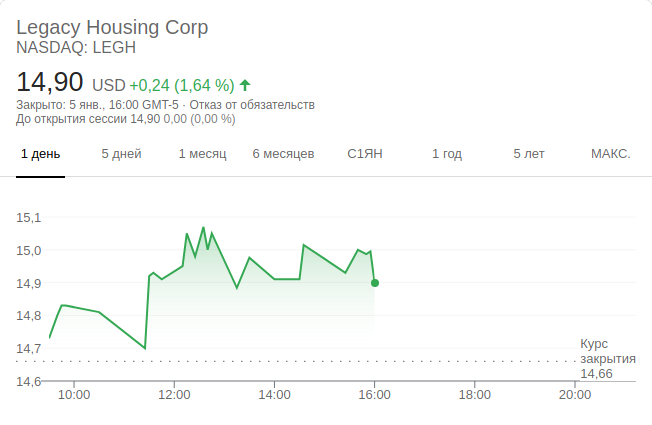 Legacy Housing Corp
NASDAQ: LEGH
14,90 USD +0,24 (1,64 %)
Закрыто: 5 янв., 16:00 GMT-5 · Отказ от обязательств
До открытия сессии 14,90 0,00 (0,00 %)
1 день 5 дней 1 месяц 6 месяцев С1ЯН 1 год 5 лет МАКС.
15,1
15,0
14,9
14,8
14,7
14,6
Курс
закрытия
14,66
10:00 12:00 14:00 16:00 18:00 20:00